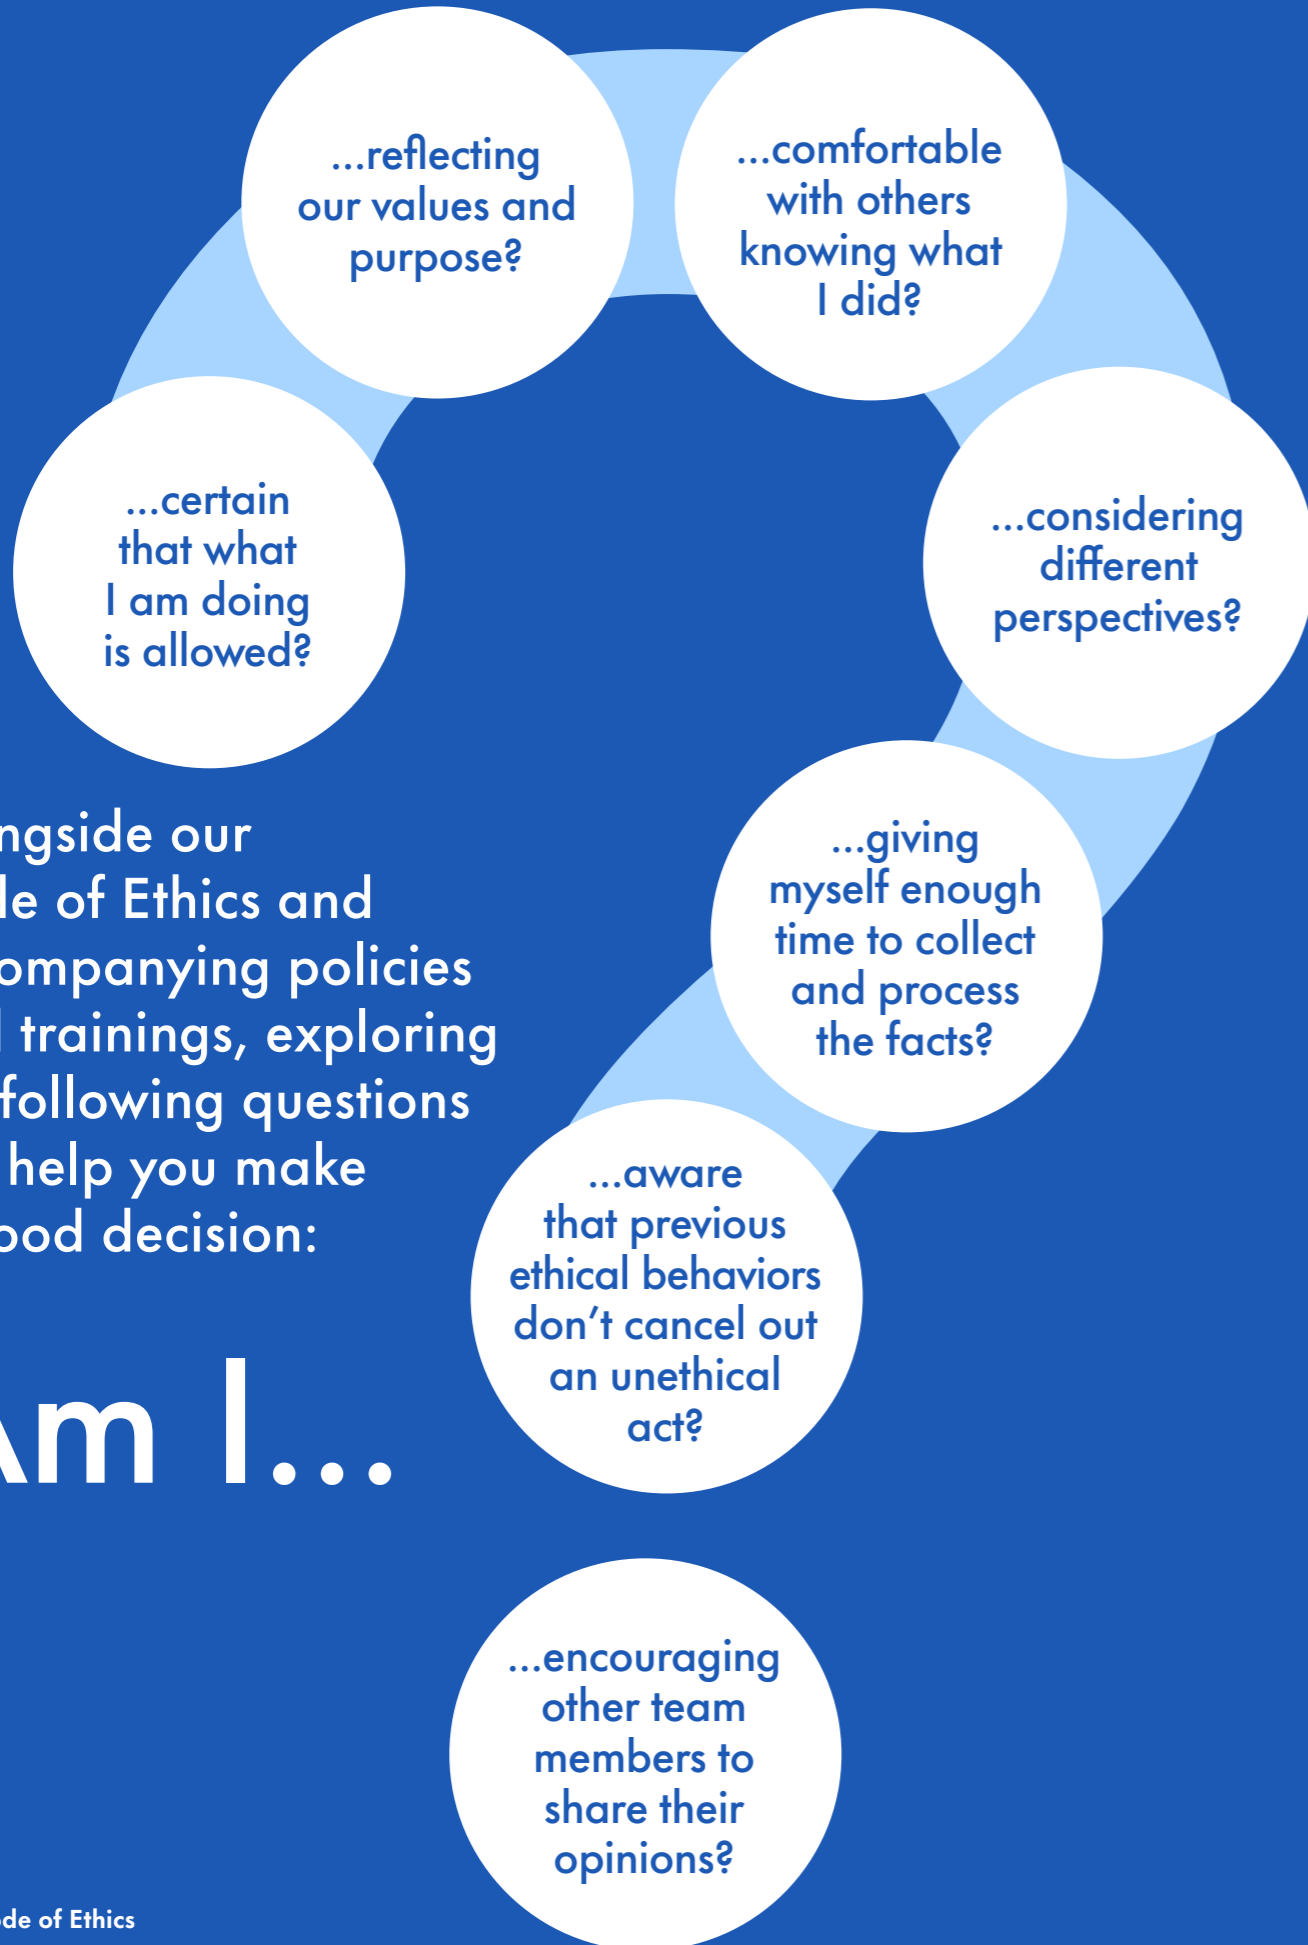 ngside our
le of Ethics and
ompanying policies
trainings, exploring
following questions
help you make
ood decision:
Am I...
...certain
that what
I am doing
is allowed?
...reflecting
our values and
purpose?
...comfortable
with others
knowing what
I did?
...considering
different
perspectives?
...giving
myself enough
time to collect
and process
the facts?
...aware
that previous
ethical behaviors
don’t cancel out
an unethical
act?
...encouraging
other team
members to
share their
opinions?
de of Ethics